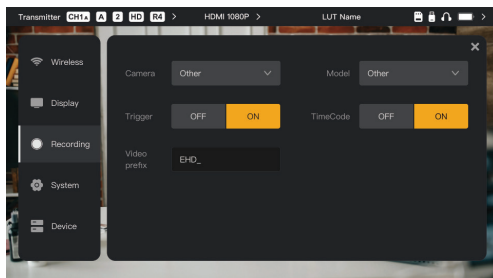 Transmitter CH1 A A 2 HD R4 > HDMI 1080P > LUT Name >
Wireless
Camera Other Model Other
Display
Trigger OFF ON TimeCode OFF ON
Recording
Video
prefix
EHD_
System
Device